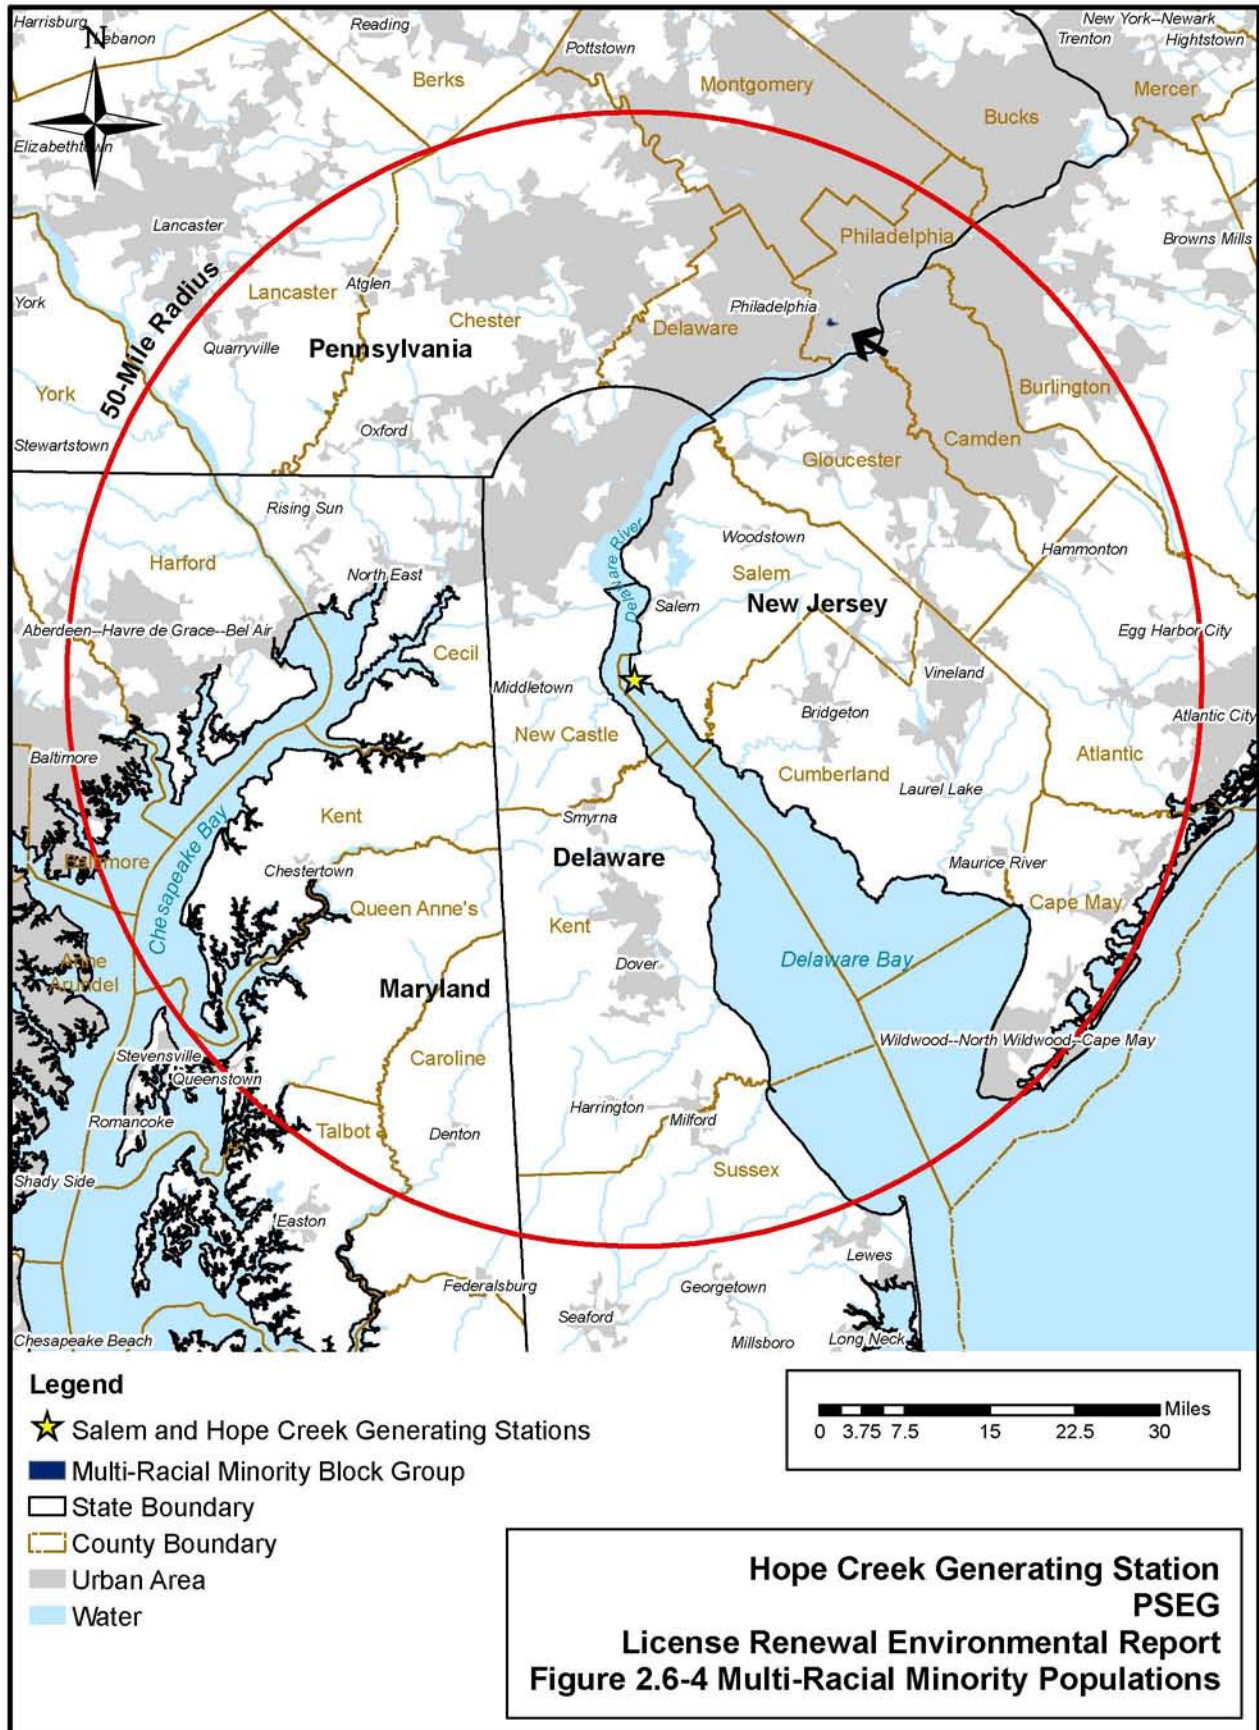 Harrisburg
N
Lebanon
Reading
Pottstown
New York--Newark
Trenton
Hightstown
Berks
Montgomery
Mercer
Bucks
Elizabethtown
Lancaster
Philadelphia
Browns Mills
York
50-Mile Radius
Lancaster
Atglen
Chester
Philadelphia
Delaware
Quarryville
Pennsylvania
York
Burlington
Stewartstown
Oxford
Camden
Gloucester
Rising Sun
Delaware River
Woodstown
Hammonton
Harford
North East
Salem
Delaware River
Salem
New Jersey
Aberdeen--Havre de Grace--Bel Air
Egg Harbor City
Cecil
Middletown
Vineland
Bridgeton
Atlantic City
New Castle
Baltimore
Atlantic
Cumberland
Laurel Lake
Kent
Smyrna
Chesapeake Bay
Baltimore
Delaware
Maurice River
Chestertown
Queen Anne's
Cape May
Kent
Anne
Arundel
Dover
Delaware Bay
Maryland
Wildwood--North Wildwood--Cape May
Stevensville
Caroline
Queenstown
Harrington
Romancoke
Talbot
Denton
Milford
Sussex
Shady Side
Easton
Lewes
Federalsburg
Georgetown
Seaford
Chesapeake Beach
Millsboro
Long Neck
Legend
Salem and Hope Creek Generating Stations
Multi-Racial Minority Block Group
State Boundary
County Boundary
Urban Area
Water
Miles
0 3.75 7.5 15 22.5 30
Hope Creek Generating Station
PSEG
License Renewal Environmental Report
Figure 2.6-4 Multi-Racial Minority Populations